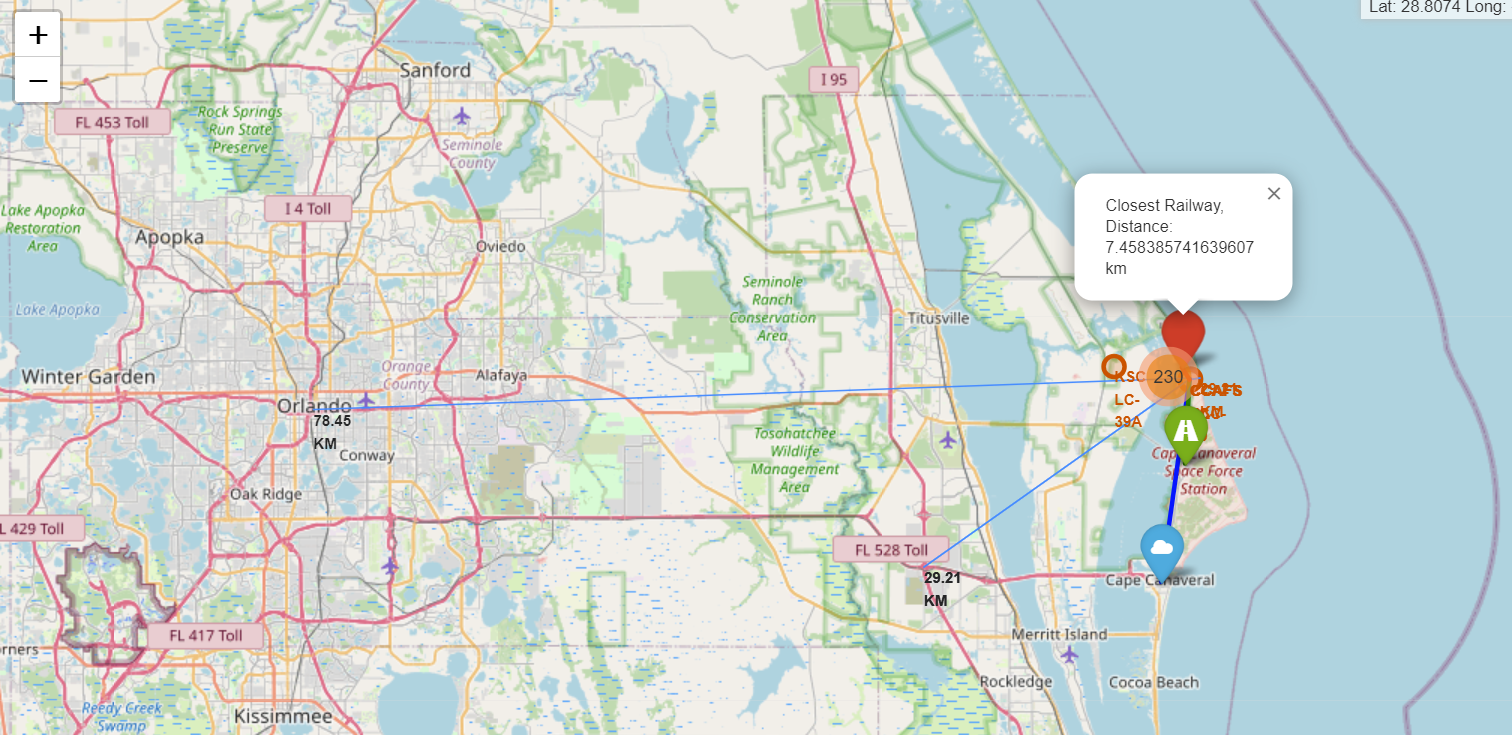 +
−
Lat: 28.8074 Long:
Sanford
I 95
FL 453 Toll
Rock Springs
Run State
Preserve
Seminole
County
I 4 Toll
Lake Apopka
Restoration
Area
Apopka
Oviedo
Closest Railway,
Distance:
7.458385741639607
km
×
Seminole
Ranch
Conservation
Area
Lake Apopka
Titusville
Winter Garden
Orange
County
Alafaya
KSC
LC-
39A
230
CCAFS
KM
Orlando
78.45
KM
Conway
Tosohatchee
Wildlife
Management
Area
Cape Canaveral
Space Force
Station
Oak Ridge
L 429 Toll
FL 528 Toll
29.21
KM
Cape Canaveral
FL 417 Toll
orners
Merritt Island
Rockledge
Cocoa Beach
Reedy Creek
Swamp
Kissimmee